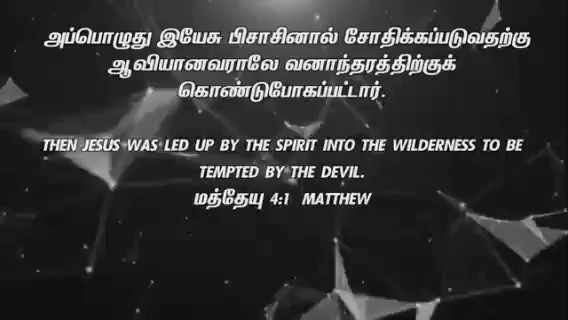 அப்பொழுது இயேசு பிசாசினால் சோதிக்கப்படுவதற்கு
ஆவியானவராலே வனாந்தரத்திற்குக்
கொண்டுபோகப்பட்டார்.
THEN JESUS WAS LED UP BY THE SPIRIT INTO THE WILDERNESS TO BE
TEMPTED BY THE DEVIL.
மத்தேயு 4:1 MATTHEW